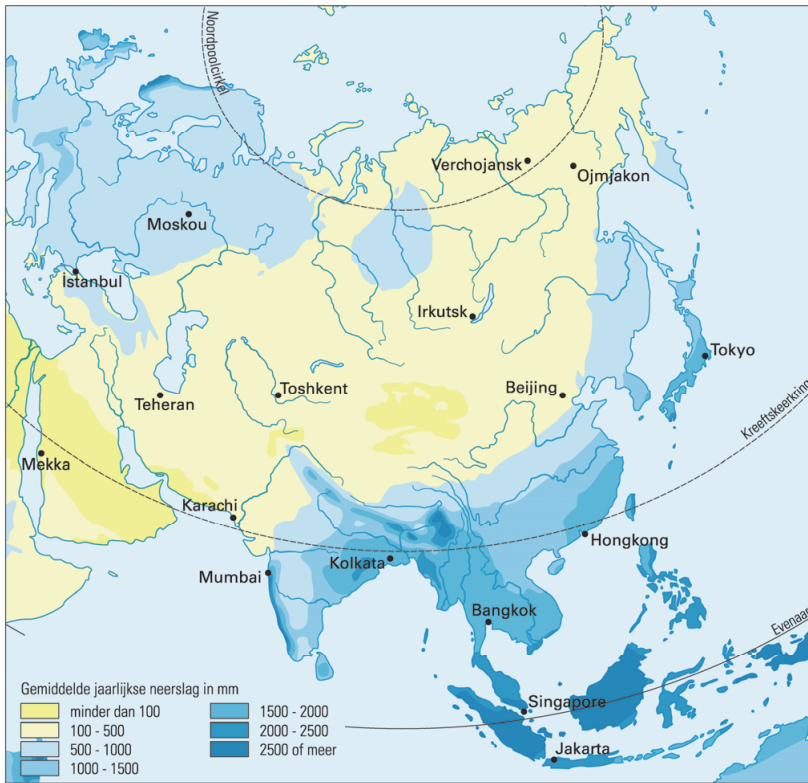 Noordpoolcirkel
Verchojansk
Ojmjakon
Moskou
İstanbul
Irkutsk
Tokyo
Toshkent
Beijing
Teheran
Kreeftskeerkring
Mekka
Karachi
Hongkong
Kolkata
Mumbai
Bangkok
Evenaar
Singapore
Jakarta
Gemiddelde jaarlijkse neerslag in mm
minder dan 100
100 - 500
500 - 1000
1000 - 1500
1500 - 2000
2000 - 2500
2500 of meer